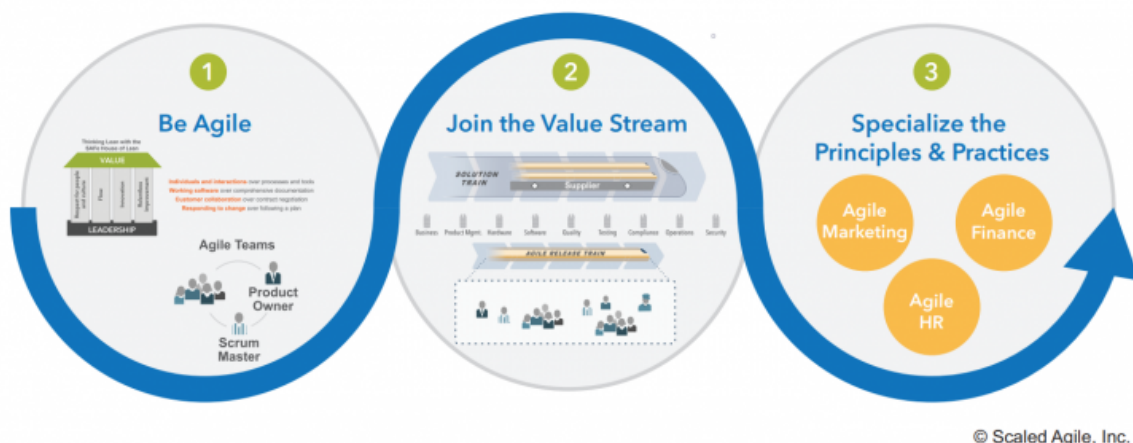 1
Be Agile
Thinking Lean with the
SAFe House of Lean
VALUE
Respect for people
and culture
Flow
Innovation
Relentless
Improvement
LEADERSHIP
Individuals and interactions over processes and tools
Working software over comprehensive documentation
Customer collaboration over contract negotiation
Responding to change over following a plan
Agile Teams
Product
Owner
Scrum
Master
2
Join the Value Stream
SOLUTION
TRAIN
Supplier
Business Product Mgmt. Hardware Software Quality Testing Compliance Operations Security
AGILE RELEASE TRAIN
3
Specialize the
Principles & Practices
Agile
Marketing
Agile
Finance
Agile
HR
© Scaled Agile, Inc.